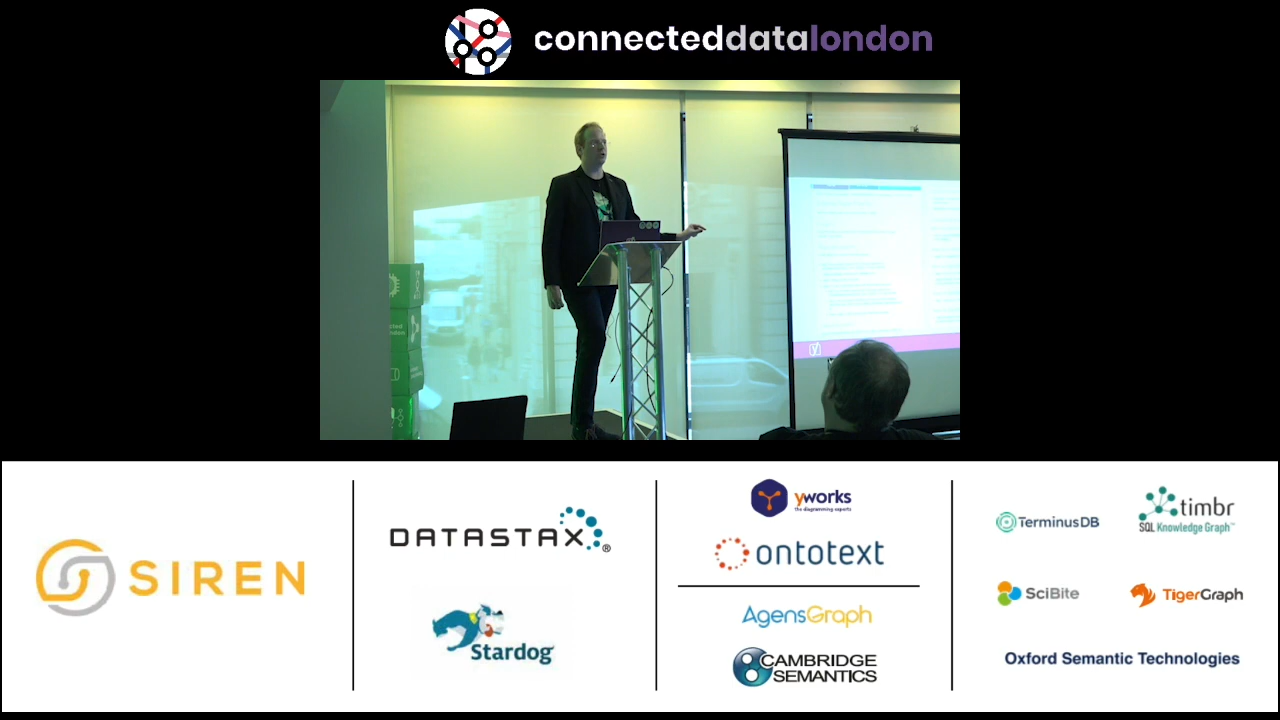 connecteddatalondon
SIREN
DATASTAX®
Stardog
yworks
the diagramming experts
ontotext
AgensGraph
CAMBRIDGE
SEMANTICS
TerminusDB
timbr
SQL Knowledge Graph™
SciBite
TigerGraph
Oxford Semantic Technologies